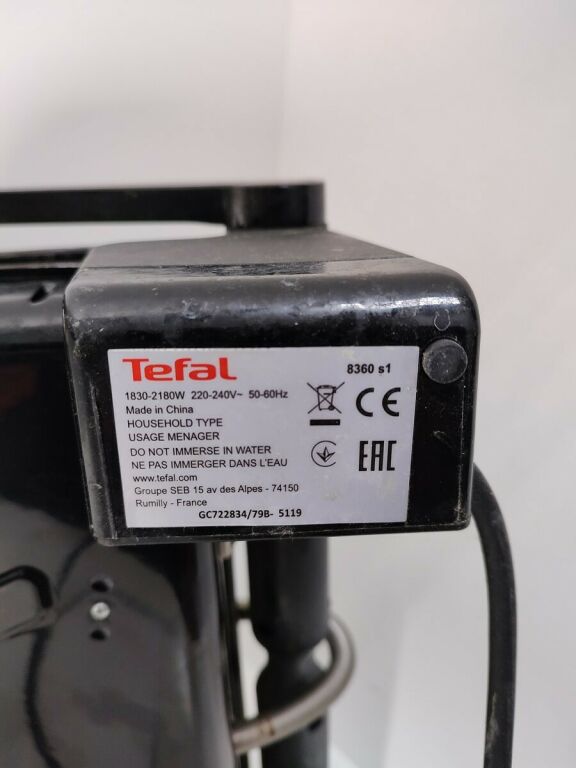 Tefal
8360 s1
1830-2180W 220-240V~ 50-60Hz
Made in China
HOUSEHOLD TYPE
USAGE MENAGER
DO NOT IMMERSE IN WATER
NE PAS IMMERGER DANS L'EAU
www.tefal.com
Groupe SEB 15 av des Alpes - 74150
Rumilly - France
GC722834/79B- 5119
CE
EAC